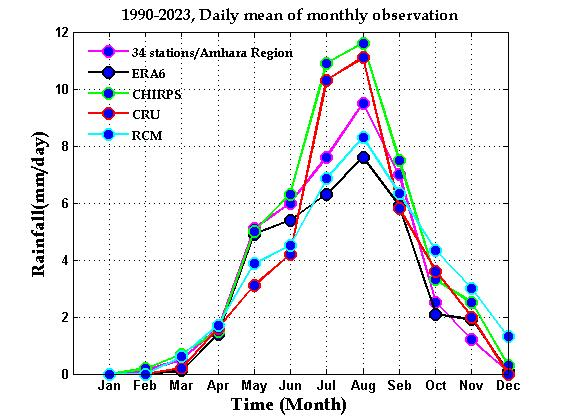 1990-2023, Daily mean of monthly observation
34 stations/Amhara Region
ERA6
CHIRPS
CRU
RCM
Rainfall(mm/day)
12
10
8
6
4
2
0
Jan Feb Mar Apr May Jun Jul Aug Seb Oct Nov Dec
Time (Month)